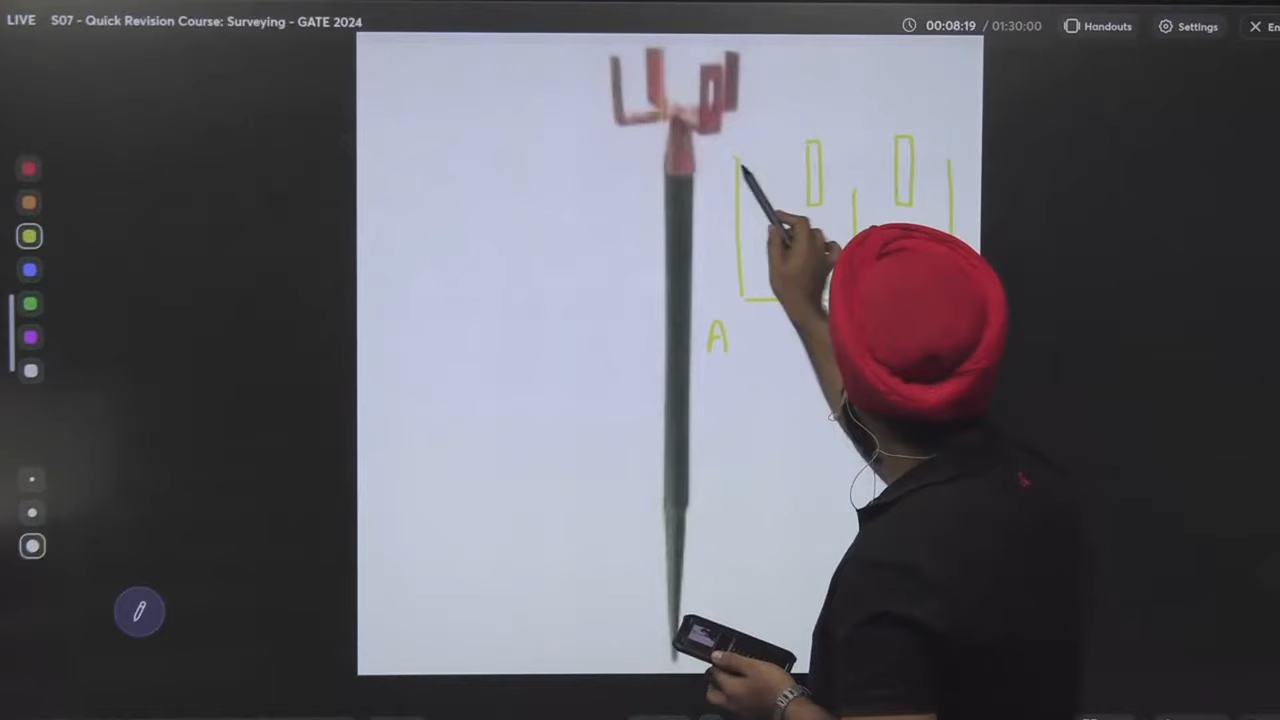 LIVE S07 - Quick Revision Course: Surveying - GATE 2024
00:08:19 / 01:30:00 Handouts Settings
A